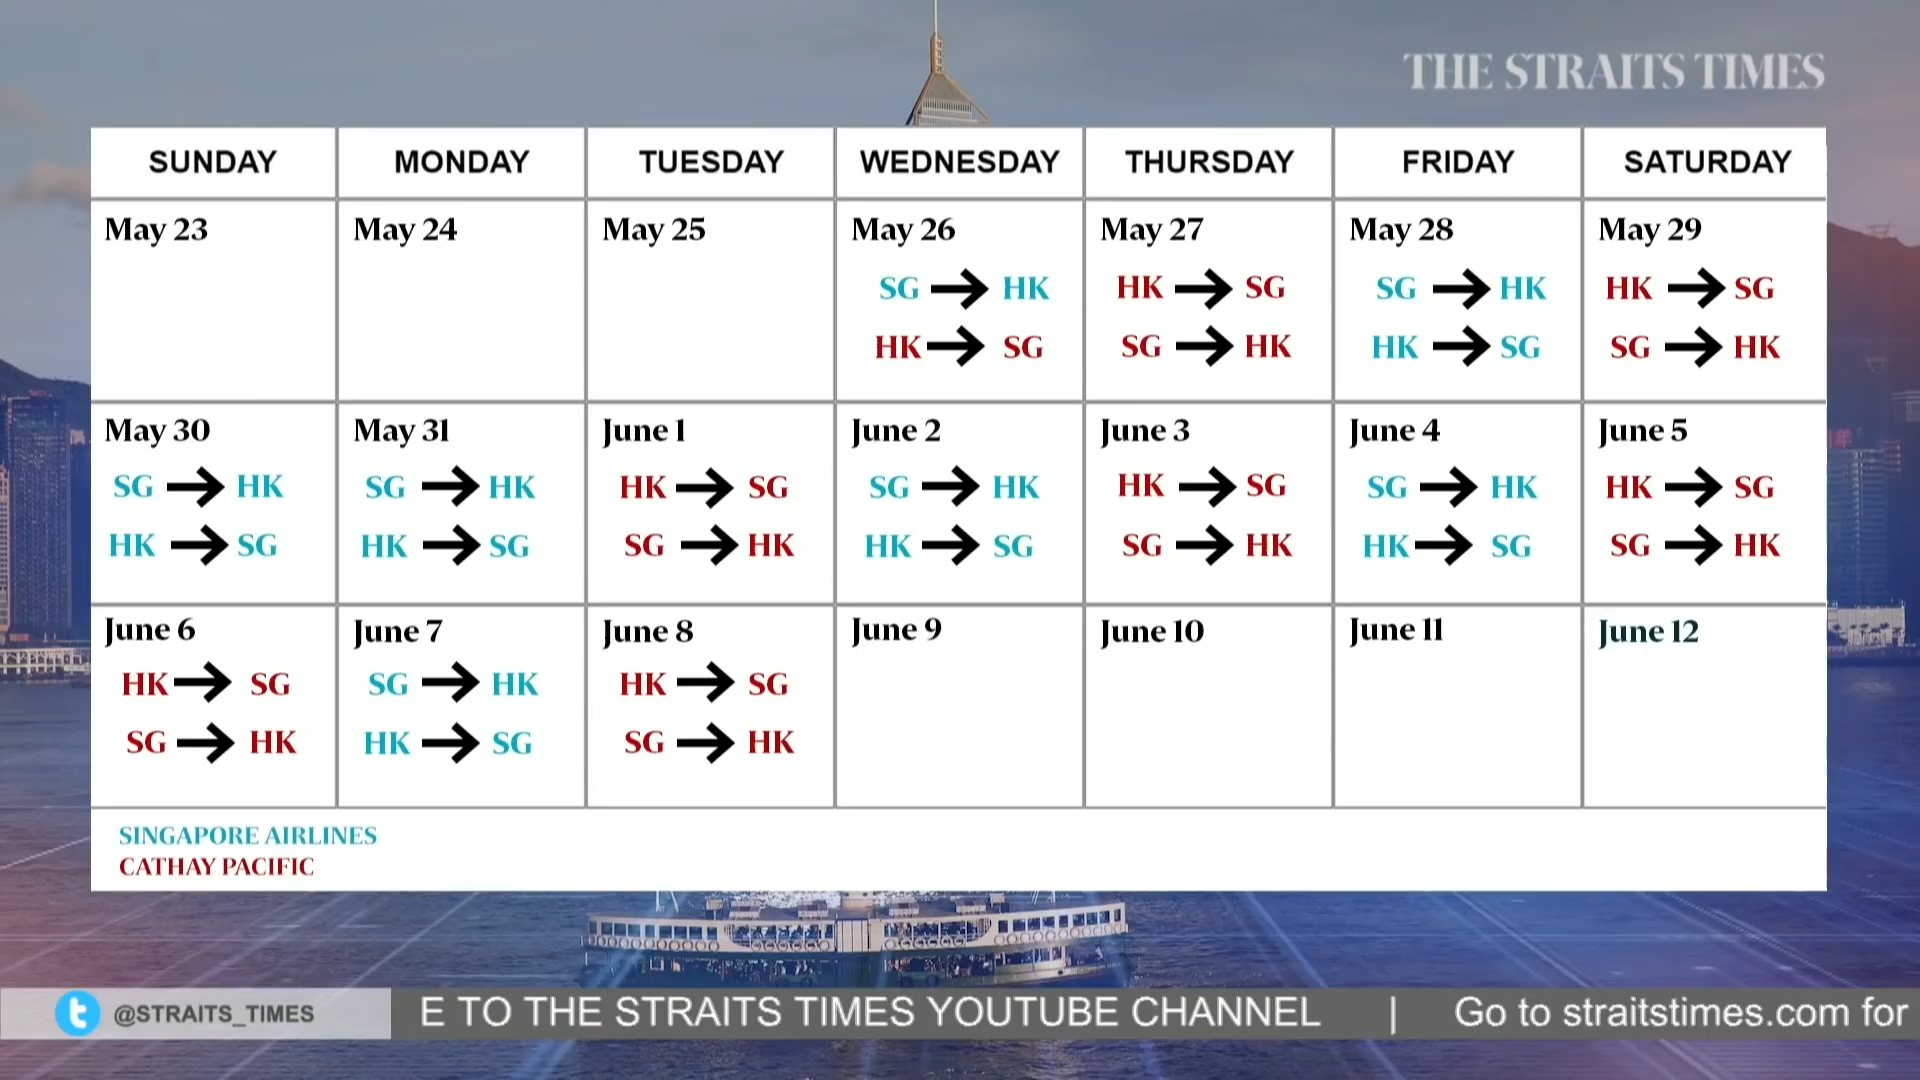 THE STRAITS TIMES
SUNDAY MONDAY TUESDAY WEDNESDAY THURSDAY FRIDAY SATURDAY
May 23 May 24 May 25 May 26 May 27 May 28 May 29
SG → HK HK → SG SG → HK HK → SG
HK → SG SG → HK HK → SG SG → HK
May 30 May 31 June 1 June 2 June 3 June 4 June 5
SG → HK SG → HK HK → SG SG → HK HK → SG SG → HK HK → SG
HK → SG HK → SG SG → HK HK → SG SG → HK HK → SG SG → HK
June 6 June 7 June 8 June 9 June 10 June 11 June 12
HK → SG SG → HK HK → SG
SG → HK HK → SG SG → HK
SINGAPORE AIRLINES
CATHAY PACIFIC
@STRAITS_TIMES E TO THE STRAITS TIMES YOUTUBE CHANNEL | Go to straitstimes.com for